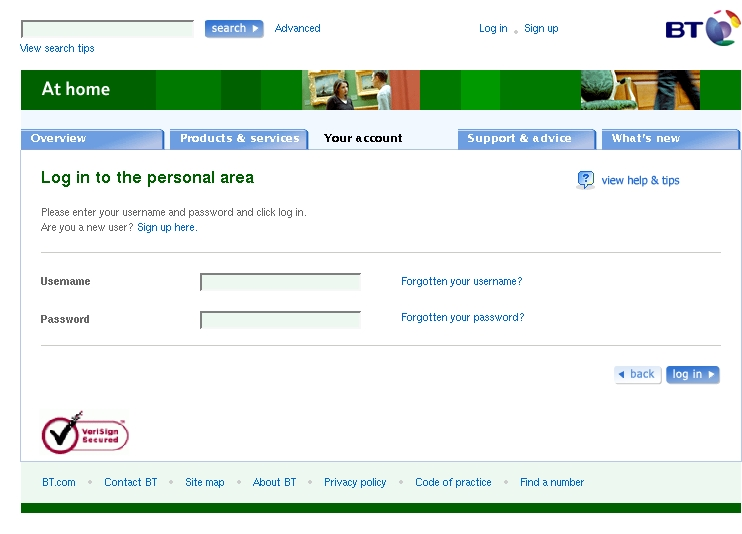 search
Advanced
Log in
Sign up
BT
View search tips
At home
Overview
Products & services
Your account
Support & advice
What's new
Log in to the personal area
view help & tips
Please enter your username and password and click log in.
Are you a new user? Sign up here.
Username
Forgotten your username?
Password
Forgotten your password?
back
log in
VeriSign
Secured
BT.com • Contact BT • Site map • About BT • Privacy policy • Code of practice • Find a number